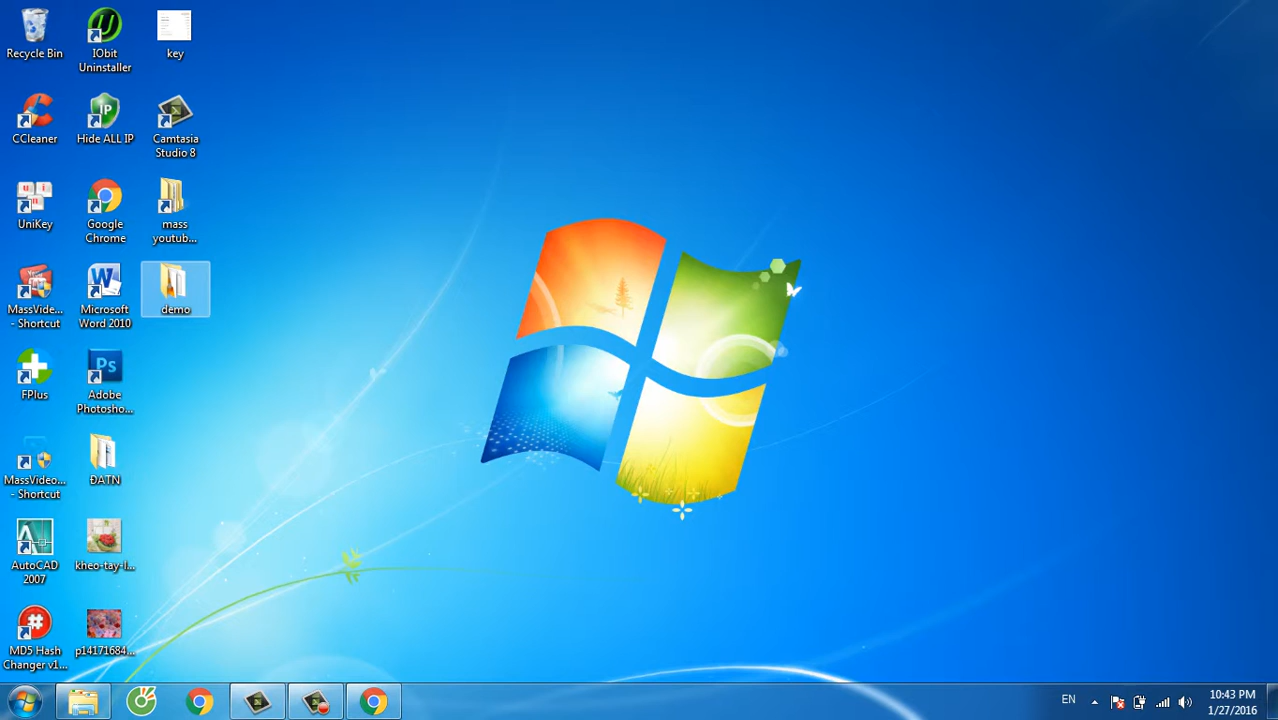 Recycle Bin
IObit
Uninstaller
key
CCleaner
Hide ALL IP
Camtasia
Studio 8
UniKey
Google
Chrome
mass
youtub...
MassVide...
- Shortcut
Microsoft
Word 2010
demo
FPlus
Adobe
Photosho...
MassVideo...
- Shortcut
ĐATN
AutoCAD
2007
kheo-tay-l...
MD5 Hash
Changer v1...
p14171684...
EN
10:43 PM
1/27/2016